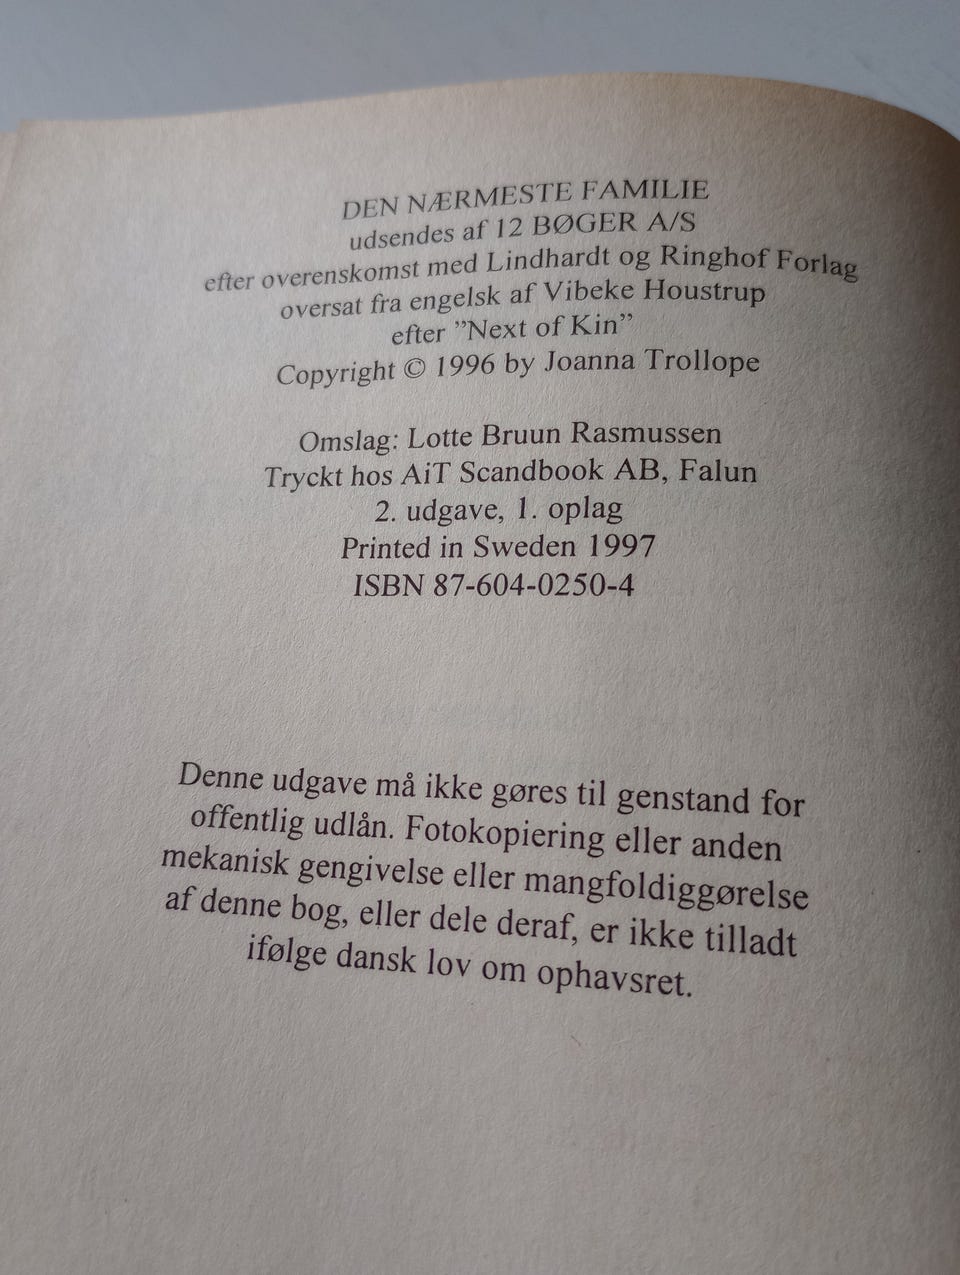 DEN NÆRMESTE FAMILIE
udsendes af 12 BØGER A/S
efter overenskomst med Lindhardt og Ringhof Forlag
oversat fra engelsk af Vibeke Houstrup
efter ”Next of Kin”
Copyright © 1996 by Joanna Trollope
Omslag: Lotte Bruun Rasmussen
Tryckt hos AiT Scandbook AB, Falun
2. udgave, 1. oplag
Printed in Sweden 1997
ISBN 87-604-0250-4
Denne udgave må ikke gøres til genstand for
offentlig udlån. Fotokopiering eller anden
mekanisk gengivelse eller mangfoldiggørelse
af denne bog, eller dele deraf, er ikke tilladt
ifølge dansk lov om ophavsret.